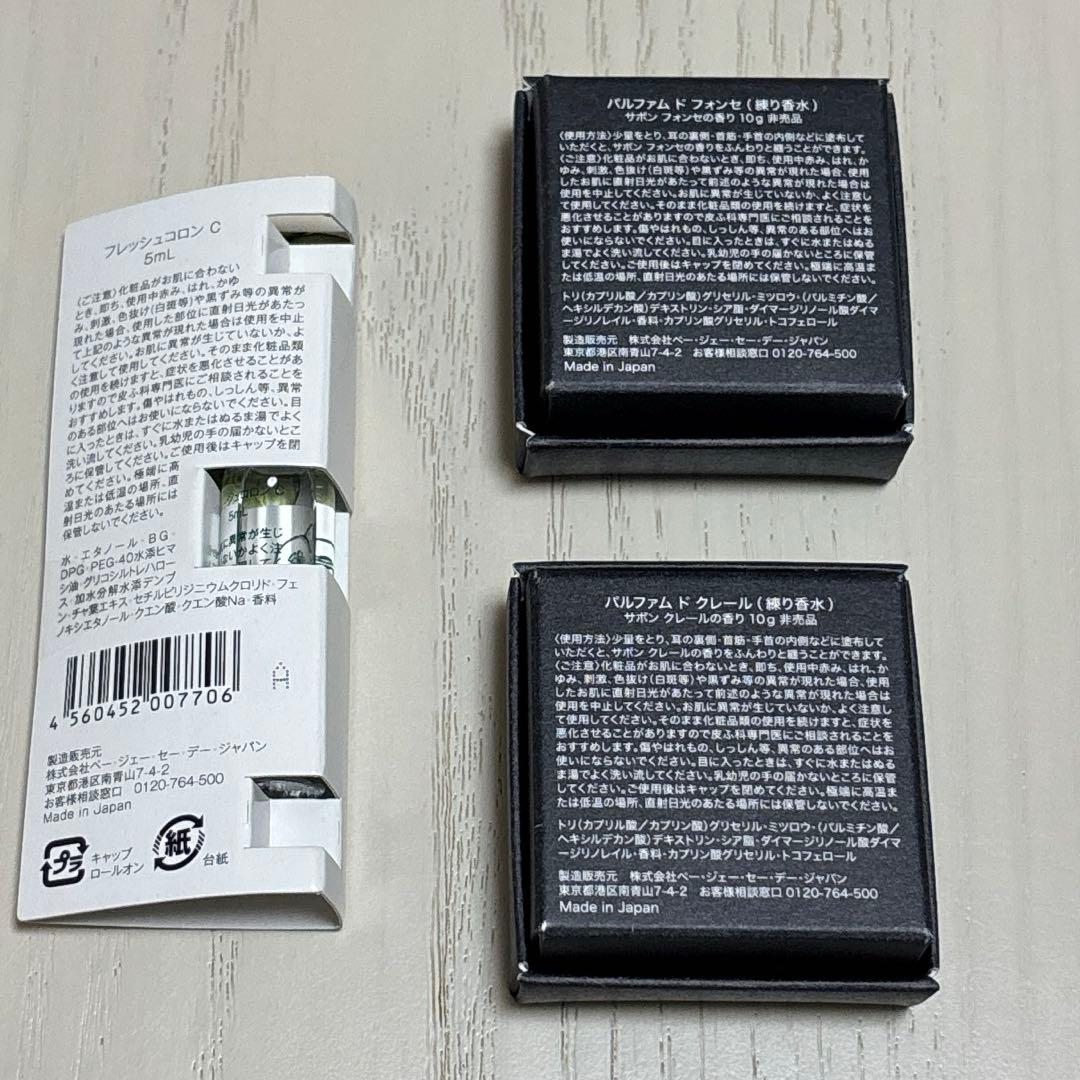 フレッシュコロン C
5mL
〈ご注意〉化粧品がお肌に合わない
とき、即ち、使用中赤み、はれ、かゆ
み、刺激、色抜け(白斑等)や黒ずみ等の異常が
現れた場合、使用した部位に直射日光があたっ
て上記のような異常が現れた場合は使用を中止
してください。お肌に異常が生じていないか、よ
く注意して使用してください。そのまま化粧品類
の使用を続けますと、症状を悪化させることがあ
りますので皮ふ科専門医にご相談されることを
おすすめします。傷やはれもの、しっしん等、異常
のある部位へはお使いにならないでください。目
に入ったときは、すぐに水またはぬるま湯でよく
洗い流してください。乳幼児の手の届かないとこ
ろに保管してください。ご使用後はキャップを閉
めてください。極端に高
温または低温の場所、直
射日光のあたる場所には
保管しないでください。
水・エタノール・BG・
DPG・PEG-40水添ヒマ
シ油・グリコシルトレハロー
ス・加水分解水添デンプ
ン・チャ葉エキス・セチルピリジニウムクロリド・フェ
ノキシエタノール・クエン酸・クエン酸Na・香料
4 560452 007706
A
製造販売元
株式会社ベー・ジェー・セー・デー・ジャパン
東京都港区南青山7-4-2
お客様相談窓口 0120-764-500
Made in Japan
プラ
キャップ
ロールオン
紙
台紙
シュコロン C
5mL
に異常が生じ
ないかよく注
パルファム ド フォンセ(練り香水)
サボン フォンセの香り 10g 非売品
〈使用方法〉少量をとり、耳の裏側・首筋・手首の内側などに塗布して
いただくと、サボン フォンセの香りをふんわりと纏うことができます。
〈ご注意〉化粧品がお肌に合わないとき、即ち、使用中赤み、はれ、か
ゆみ、刺激、色抜け(白斑等)や黒ずみ等の異常が現れた場合、使用
したお肌に直射日光があたって前述のような異常が現れた場合は
使用を中止してください。お肌に異常が生じていないか、よく注意し
て使用してください。そのまま化粧品類の使用を続けますと、症状を
悪化させることがありますので皮ふ科専門医にご相談されることを
おすすめします。傷やはれもの、しっしん等、異常のある部位へはお
使いにならないでください。目に入ったときは、すぐに水またはぬる
ま湯でよく洗い流してください。乳幼児の手の届かないところに保管
してください。ご使用後はキャップを閉めてください。極端に高温ま
たは低温の場所、直射日光のあたる場所には保管しないでください。
トリ(カプリル酸／カプリン酸)グリセリル・ミツロウ・(パルミチン酸／
ヘキシルデカン酸)デキストリン・シア脂・ダイマージリノール酸ダイマ
ージリノレイル・香料・カプリン酸グリセリル・トコフェロール
製造販売元　株式会社ベー・ジェー・セー・デー・ジャパン
東京都港区南青山7-4-2　お客様相談窓口 0120-764-500
Made in Japan
パルファム ド クレール(練り香水)
サボン クレールの香り 10g 非売品
〈使用方法〉少量をとり、耳の裏側・首筋・手首の内側などに塗布して
いただくと、サボン クレールの香りをふんわりと纏うことができます。
〈ご注意〉化粧品がお肌に合わないとき、即ち、使用中赤み、はれ、か
ゆみ、刺激、色抜け(白斑等)や黒ずみ等の異常が現れた場合、使用
したお肌に直射日光があたって前述のような異常が現れた場合は
使用を中止してください。お肌に異常が生じていないか、よく注意し
て使用してください。そのまま化粧品類の使用を続けますと、症状を
悪化させることがありますので皮ふ科専門医にご相談されることを
おすすめします。傷やはれもの、しっしん等、異常のある部位へはお
使いにならないでください。目に入ったときは、すぐに水またはぬる
ま湯でよく洗い流してください。乳幼児の手の届かないところに保管
してください。ご使用後はキャップを閉めてください。極端に高温ま
たは低温の場所、直射日光のあたる場所には保管しないでください。
トリ(カプリル酸／カプリン酸)グリセリル・ミツロウ・(パルミチン酸／
ヘキシルデカン酸)デキストリン・シア脂・ダイマージリノール酸ダイマ
ージリノレイル・香料・カプリン酸グリセリル・トコフェロール
製造販売元　株式会社ベー・ジェー・セー・デー・ジャパン
東京都港区南青山7-4-2　お客様相談窓口 0120-764-500
Made in Japan